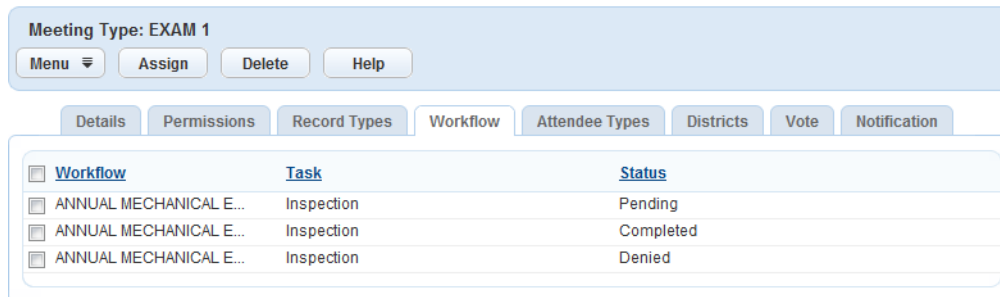 Meeting Type: EXAM 1
Menu Assign Delete Help
Details Permissions Record Types Workflow Attendee Types Districts Vote Notification
Workflow Task Status
ANNUAL MECHANICAL E... Inspection Pending
ANNUAL MECHANICAL E... Inspection Completed
ANNUAL MECHANICAL E... Inspection Denied